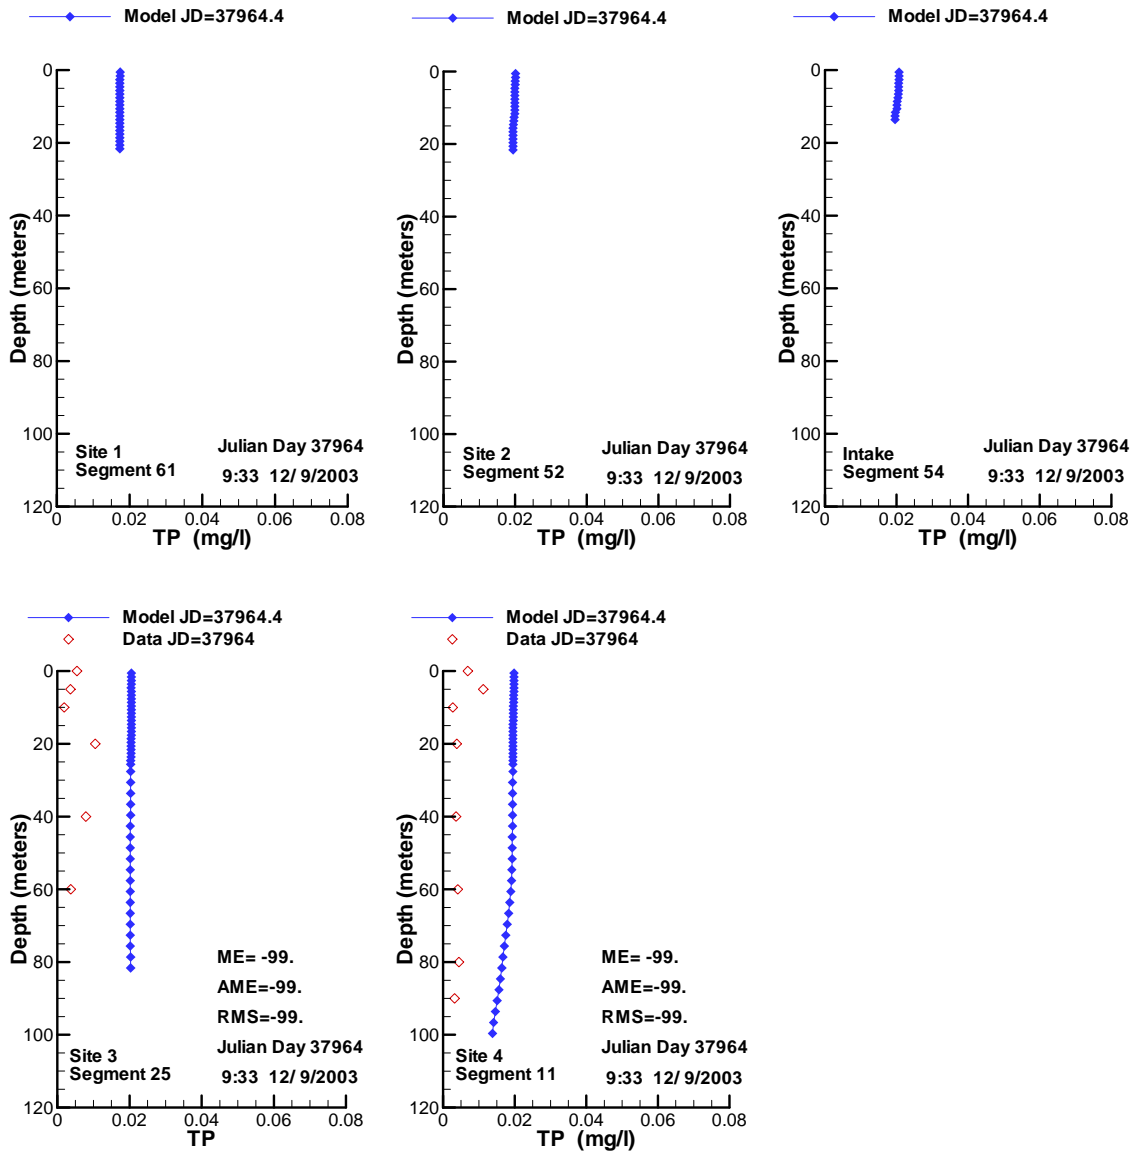 Model JD=37964.4
0
20
40
60
80
100
120
Depth (meters)
Site 1
Segment 61
Julian Day 37964
9:33 12/ 9/2003
0 0.02 0.04 0.06 0.08
TP (mg/l)
Model JD=37964.4
0
20
40
60
80
100
120
Depth (meters)
Site 2
Segment 52
Julian Day 37964
9:33 12/ 9/2003
0 0.02 0.04 0.06 0.08
TP (mg/l)
Model JD=37964.4
0
20
40
60
80
100
120
Depth (meters)
Intake
Segment 54
Julian Day 37964
9:33 12/ 9/2003
0 0.02 0.04 0.06 0.08
TP (mg/l)
Model JD=37964.4
Data JD=37964
0
20
40
60
80
100
120
Depth (meters)
ME= -99.
AME=-99.
RMS=-99.
Site 3
Segment 25
Julian Day 37964
9:33 12/ 9/2003
0 0.02 0.04 0.06 0.08
TP
Model JD=37964.4
Data JD=37964
0
20
40
60
80
100
120
Depth (meters)
ME= -99.
AME=-99.
RMS=-99.
Site 4
Segment 11
Julian Day 37964
9:33 12/ 9/2003
0 0.02 0.04 0.06 0.08
TP (mg/l)